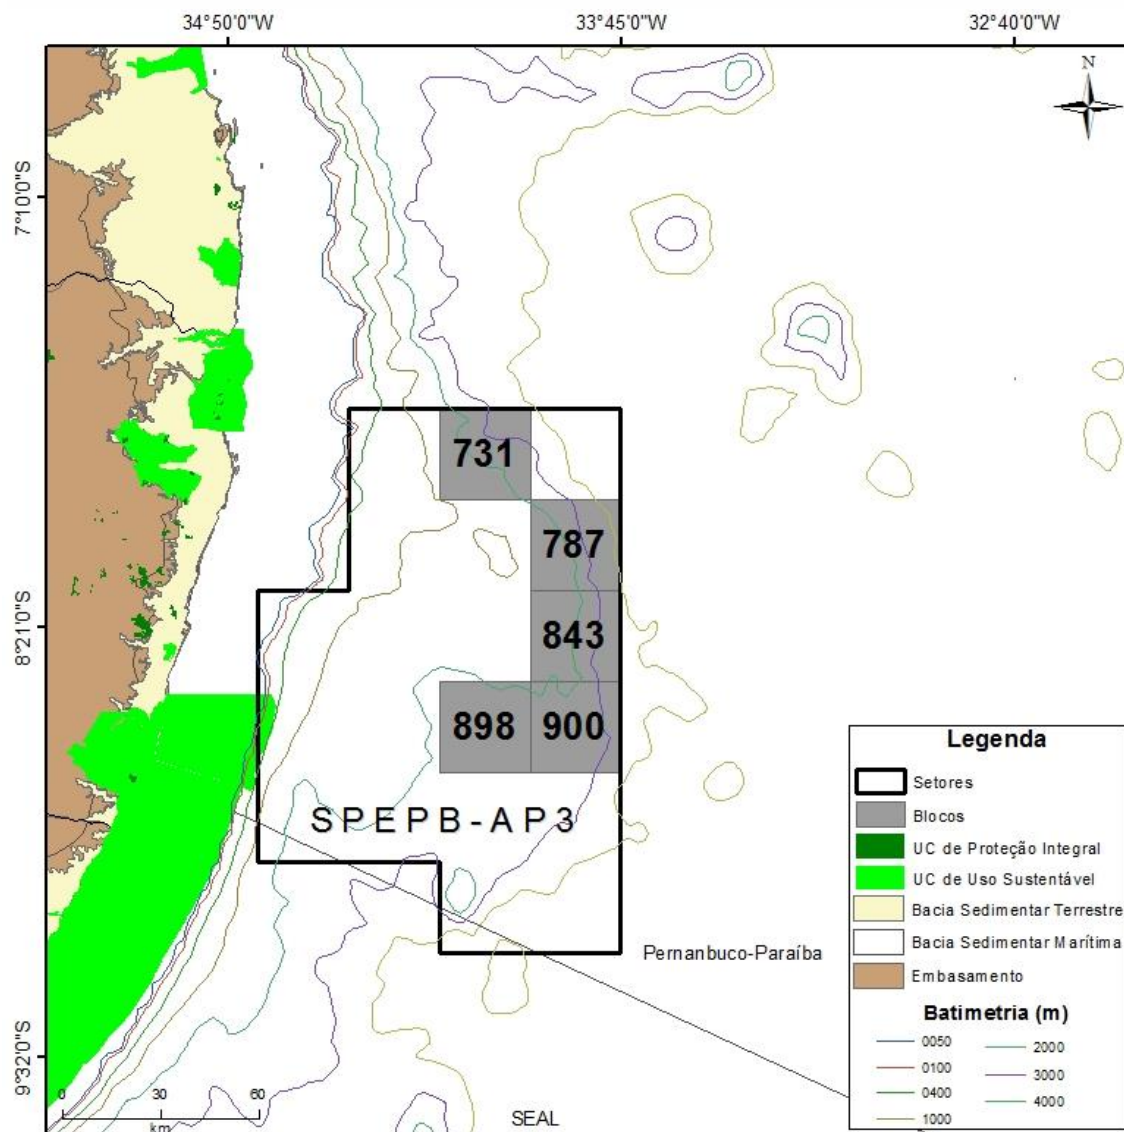 34°50'0"W 33°45'0"W 32°40'0"W
N
7°10'0"S
731
787
8°21'0"S
843
898 900
SPEPB-AP3
Pernanbuco-Paraíba
9°32'0"S
0 30 60
km
SEAL
Legenda
Setores
Blocos
UC de Proteção Integral
UC de Uso Sustentável
Bacia Sedimentar Terrestre
Bacia Sedimentar Marítima
Embasamento
Batimetria (m)
0050 2000
0100 3000
0400 4000
1000